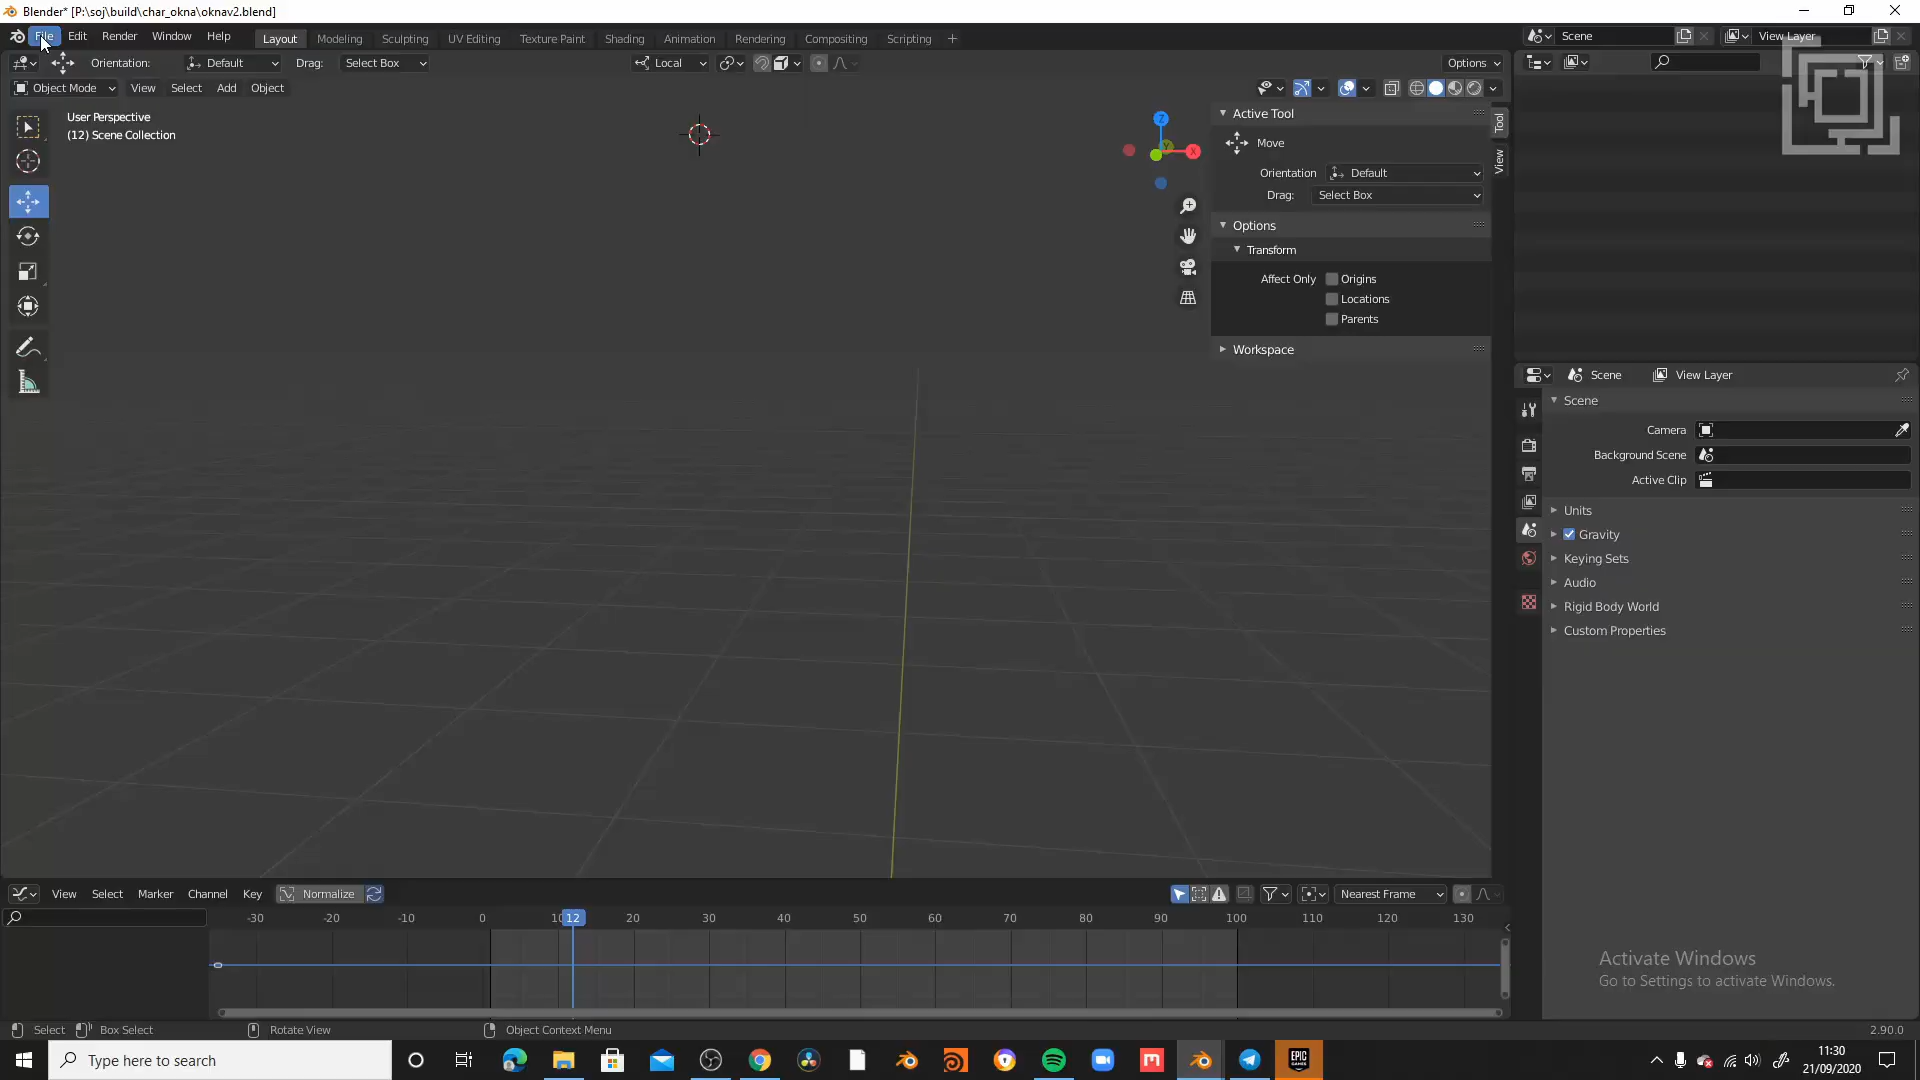 Blender* [P:\soj\build\char_okna\oknav2.blend]
File Edit Render Window Help Layout Modeling Sculpting UV Editing Texture Paint Shading Animation Rendering Compositing Scripting + Scene View Layer
Orientation: Default Drag: Select Box Local Options
Object Mode View Select Add Object
User Perspective
(12) Scene Collection
Z
Y
X
Active Tool
Move
Orientation Default
Drag: Select Box
Options
Transform
Affect Only Origins
Locations
Parents
Workspace
Tool
View
Scene View Layer
Scene
Camera
Background Scene
Active Clip
Units
Gravity
Keying Sets
Audio
Rigid Body World
Custom Properties
View Select Marker Channel Key Normalize Nearest Frame
-30 -20 -10 0 10 12 20 30 40 50 60 70 80 90 100 110 120 130
Activate Windows
Go to Settings to activate Windows.
Select Box Select Rotate View Object Context Menu 2.90.0
Type here to search
EPIC
GAMES
11:30
21/09/2020